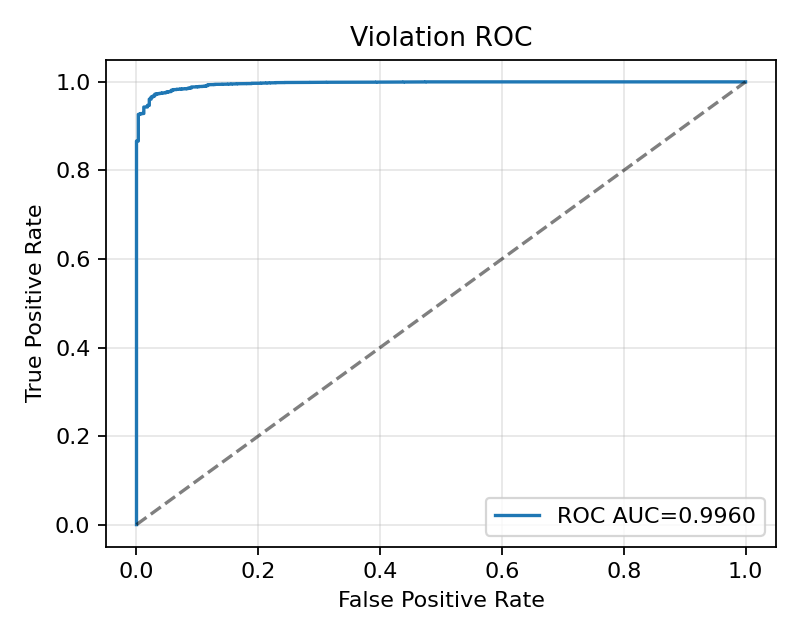 Violation ROC
True Positive Rate
1.0
0.8
0.6
0.4
0.2
0.0
ROC AUC=0.9960
0.0 0.2 0.4 0.6 0.8 1.0
False Positive Rate